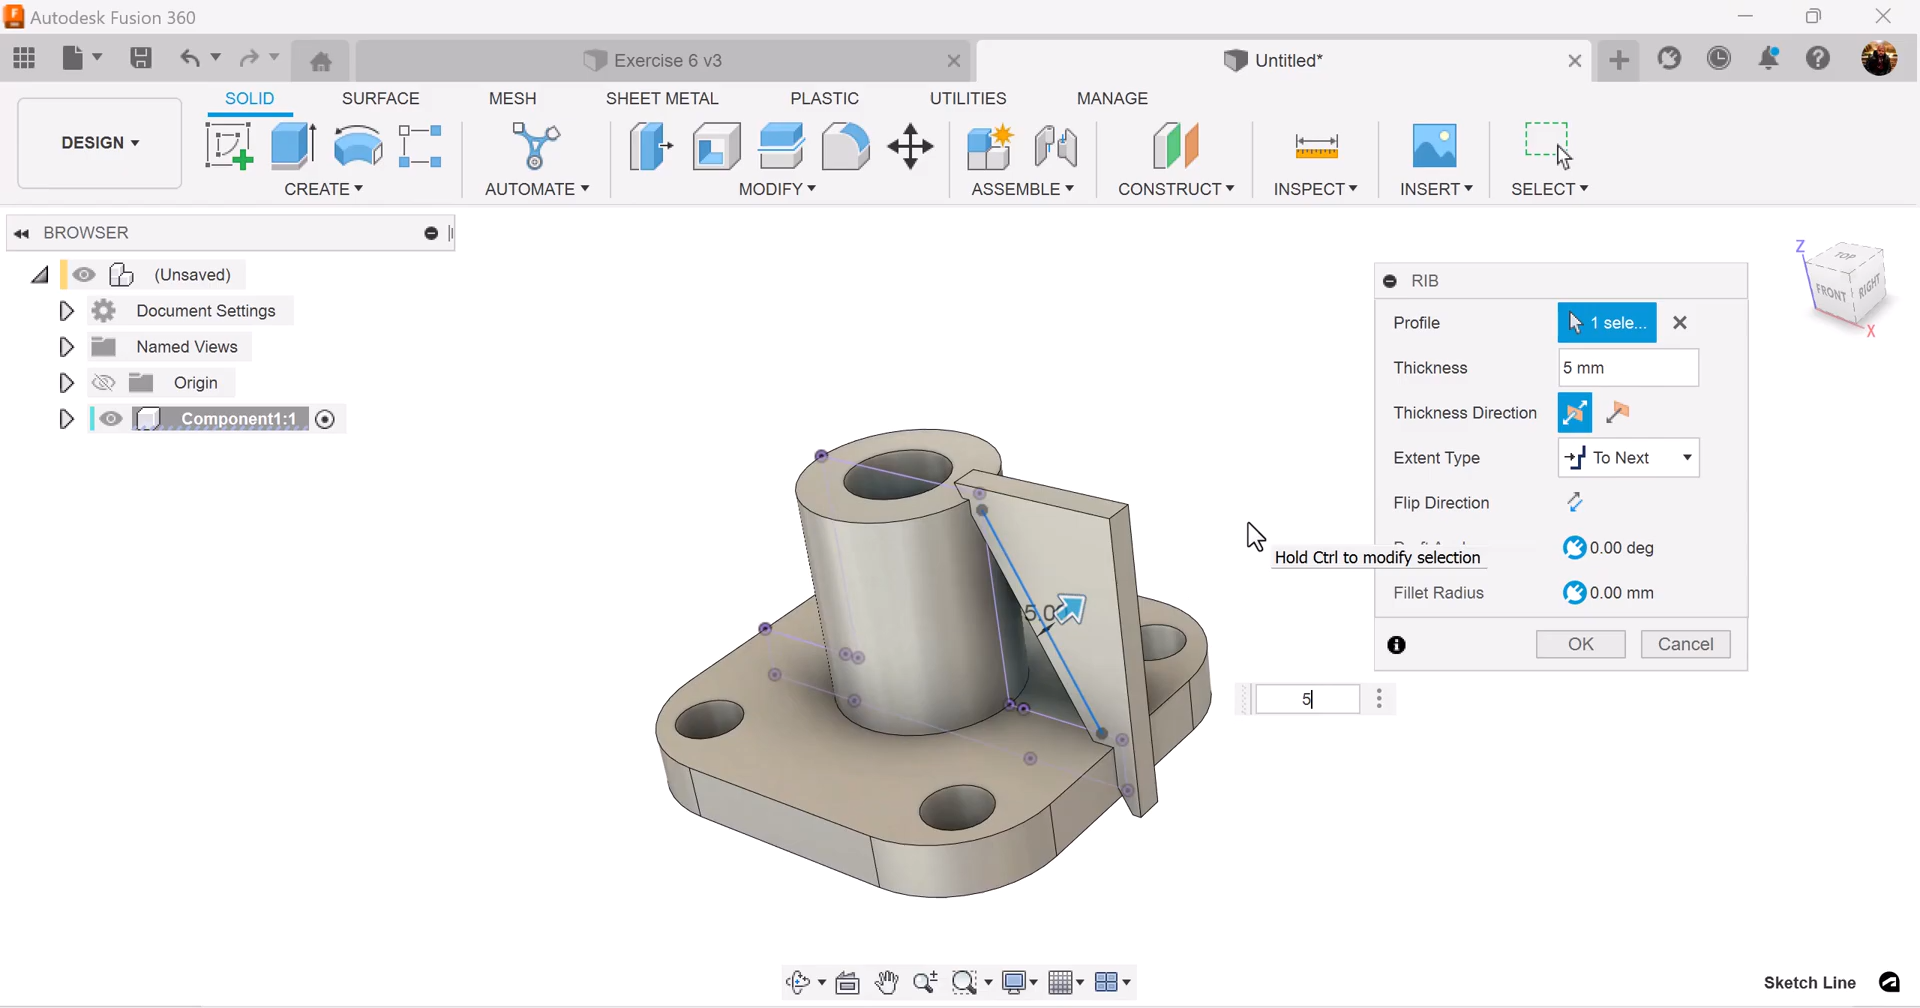 Autodesk Fusion 360
Exercise 6 v3
Untitled*
DESIGN
SOLID
SURFACE
MESH
SHEET METAL
PLASTIC
UTILITIES
MANAGE
CREATE
AUTOMATE
MODIFY
ASSEMBLE
CONSTRUCT
INSPECT
INSERT
SELECT
BROWSER
(Unsaved)
Document Settings
Named Views
Origin
Component1:1
Z
TOP
FRONT
RIGHT
X
RIB
Profile
1 sele...
Thickness
5 mm
Thickness Direction
Extent Type
To Next
Flip Direction
0.00 deg
Hold Ctrl to modify selection
Fillet Radius
0.00 mm
OK
Cancel
5
Sketch Line